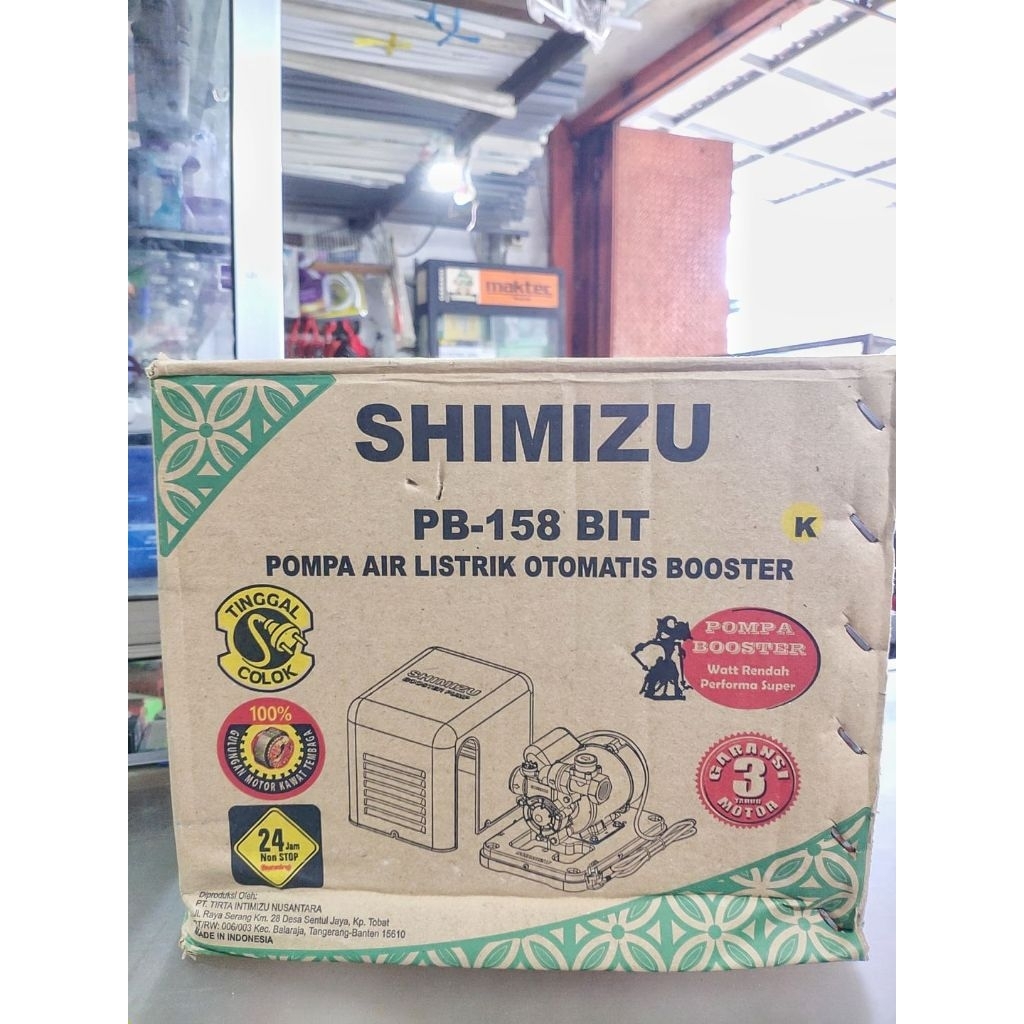 maktec
SHIMIZU
PB-158 BIT
K
POMPA AIR LISTRIK OTOMATIS BOOSTER
TINGGAL
COLOK
POMPA
BOOSTER
Watt Rendah
Performa Super
SHIMIZU
BOOSTER PUMP
100%
GULUNGAN MOTOR KAWAT TEMBAGA
GARANSI
3
TAHUN
MOTOR
24 Jam
Non STOP
Diproduksi Oleh:
PT. TIRTA INTIMIZU NUSANTARA
Jl. Raya Serang Km. 28 Desa Sentul Jaya, Kp. Tobat
RT/RW: 006/003 Kec. Balaraja, Tangerang-Banten 15610
MADE IN INDONESIA